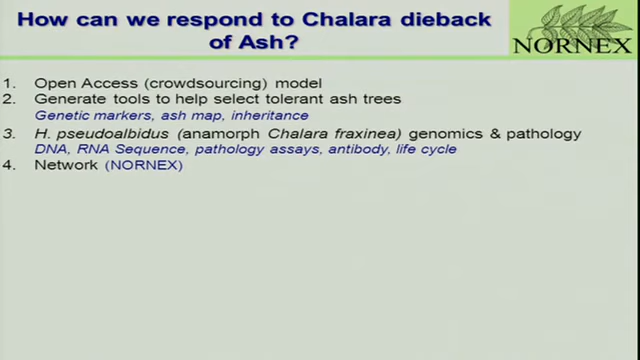 How can we respond to Chalara dieback
of Ash?
NORNEX
1. Open Access (crowdsourcing) model
2. Generate tools to help select tolerant ash trees
Genetic markers, ash map, inheritance
3. H. pseudoalbidus (anamorph Chalara fraxinea) genomics & pathology
DNA, RNA Sequence, pathology assays, antibody, life cycle
4. Network (NORNEX)